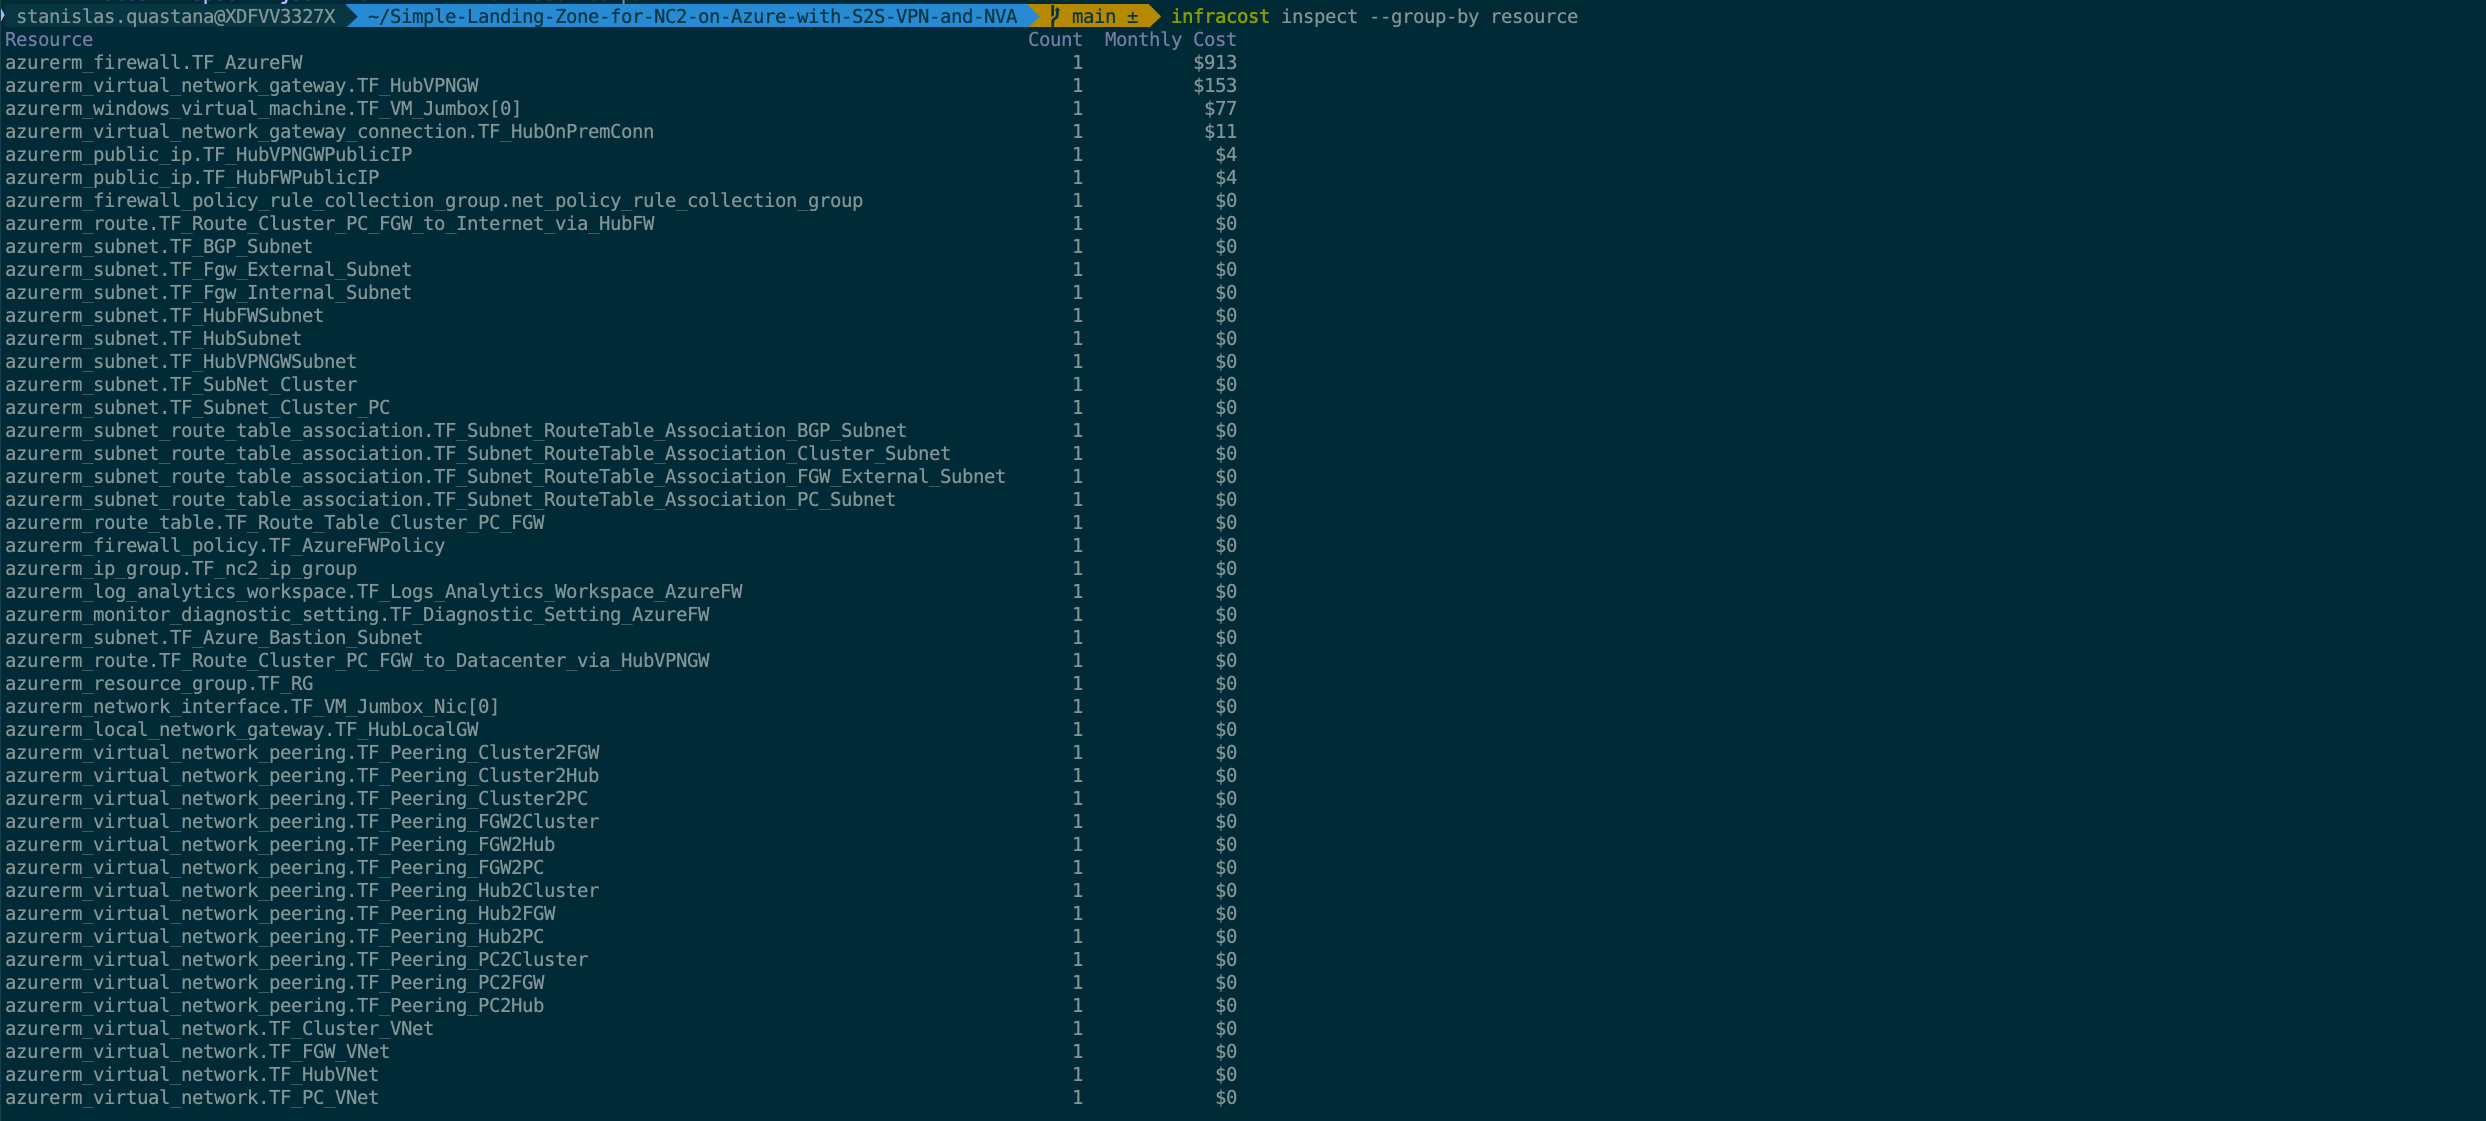 stanislas.quastana@XDFVV3327X ~/Simple-Landing-Zone-for-NC2-on-Azure-with-S2S-VPN-and-NVA main ± infracost inspect --group-by resource
Resource Count Monthly Cost
azurerm_firewall.TF_AzureFW 1 $913
azurerm_virtual_network_gateway.TF_HubVPNGW 1 $153
azurerm_windows_virtual_machine.TF_VM_Jumbox[0] 1 $77
azurerm_virtual_network_gateway_connection.TF_HubOnPremConn 1 $11
azurerm_public_ip.TF_HubVPNGWPublicIP 1 $4
azurerm_public_ip.TF_HubFWPublicIP 1 $4
azurerm_firewall_policy_rule_collection_group.net_policy_rule_collection_group 1 $0
azurerm_route.TF_Route_Cluster_PC_FGW_to_Internet_via_HubFW 1 $0
azurerm_subnet.TF_BGP_Subnet 1 $0
azurerm_subnet.TF_Fgw_External_Subnet 1 $0
azurerm_subnet.TF_Fgw_Internal_Subnet 1 $0
azurerm_subnet.TF_HubFWSubnet 1 $0
azurerm_subnet.TF_HubSubnet 1 $0
azurerm_subnet.TF_HubVPNGWSubnet 1 $0
azurerm_subnet.TF_SubNet_Cluster 1 $0
azurerm_subnet.TF_Subnet_Cluster_PC 1 $0
azurerm_subnet_route_table_association.TF_Subnet_RouteTable_Association_BGP_Subnet 1 $0
azurerm_subnet_route_table_association.TF_Subnet_RouteTable_Association_Cluster_Subnet 1 $0
azurerm_subnet_route_table_association.TF_Subnet_RouteTable_Association_FGW_External_Subnet 1 $0
azurerm_subnet_route_table_association.TF_Subnet_RouteTable_Association_PC_Subnet 1 $0
azurerm_route_table.TF_Route_Table_Cluster_PC_FGW 1 $0
azurerm_firewall_policy.TF_AzureFWPolicy 1 $0
azurerm_ip_group.TF_nc2_ip_group 1 $0
azurerm_log_analytics_workspace.TF_Logs_Analytics_Workspace_AzureFW 1 $0
azurerm_monitor_diagnostic_setting.TF_Diagnostic_Setting_AzureFW 1 $0
azurerm_subnet.TF_Azure_Bastion_Subnet 1 $0
azurerm_route.TF_Route_Cluster_PC_FGW_to_Datacenter_via_HubVPNGW 1 $0
azurerm_resource_group.TF_RG 1 $0
azurerm_network_interface.TF_VM_Jumbox_Nic[0] 1 $0
azurerm_local_network_gateway.TF_HubLocalGW 1 $0
azurerm_virtual_network_peering.TF_Peering_Cluster2FGW 1 $0
azurerm_virtual_network_peering.TF_Peering_Cluster2Hub 1 $0
azurerm_virtual_network_peering.TF_Peering_Cluster2PC 1 $0
azurerm_virtual_network_peering.TF_Peering_FGW2Cluster 1 $0
azurerm_virtual_network_peering.TF_Peering_FGW2Hub 1 $0
azurerm_virtual_network_peering.TF_Peering_FGW2PC 1 $0
azurerm_virtual_network_peering.TF_Peering_Hub2Cluster 1 $0
azurerm_virtual_network_peering.TF_Peering_Hub2FGW 1 $0
azurerm_virtual_network_peering.TF_Peering_Hub2PC 1 $0
azurerm_virtual_network_peering.TF_Peering_PC2Cluster 1 $0
azurerm_virtual_network_peering.TF_Peering_PC2FGW 1 $0
azurerm_virtual_network_peering.TF_Peering_PC2Hub 1 $0
azurerm_virtual_network.TF_Cluster_VNet 1 $0
azurerm_virtual_network.TF_FGW_VNet 1 $0
azurerm_virtual_network.TF_HubVNet 1 $0
azurerm_virtual_network.TF_PC_VNet 1 $0